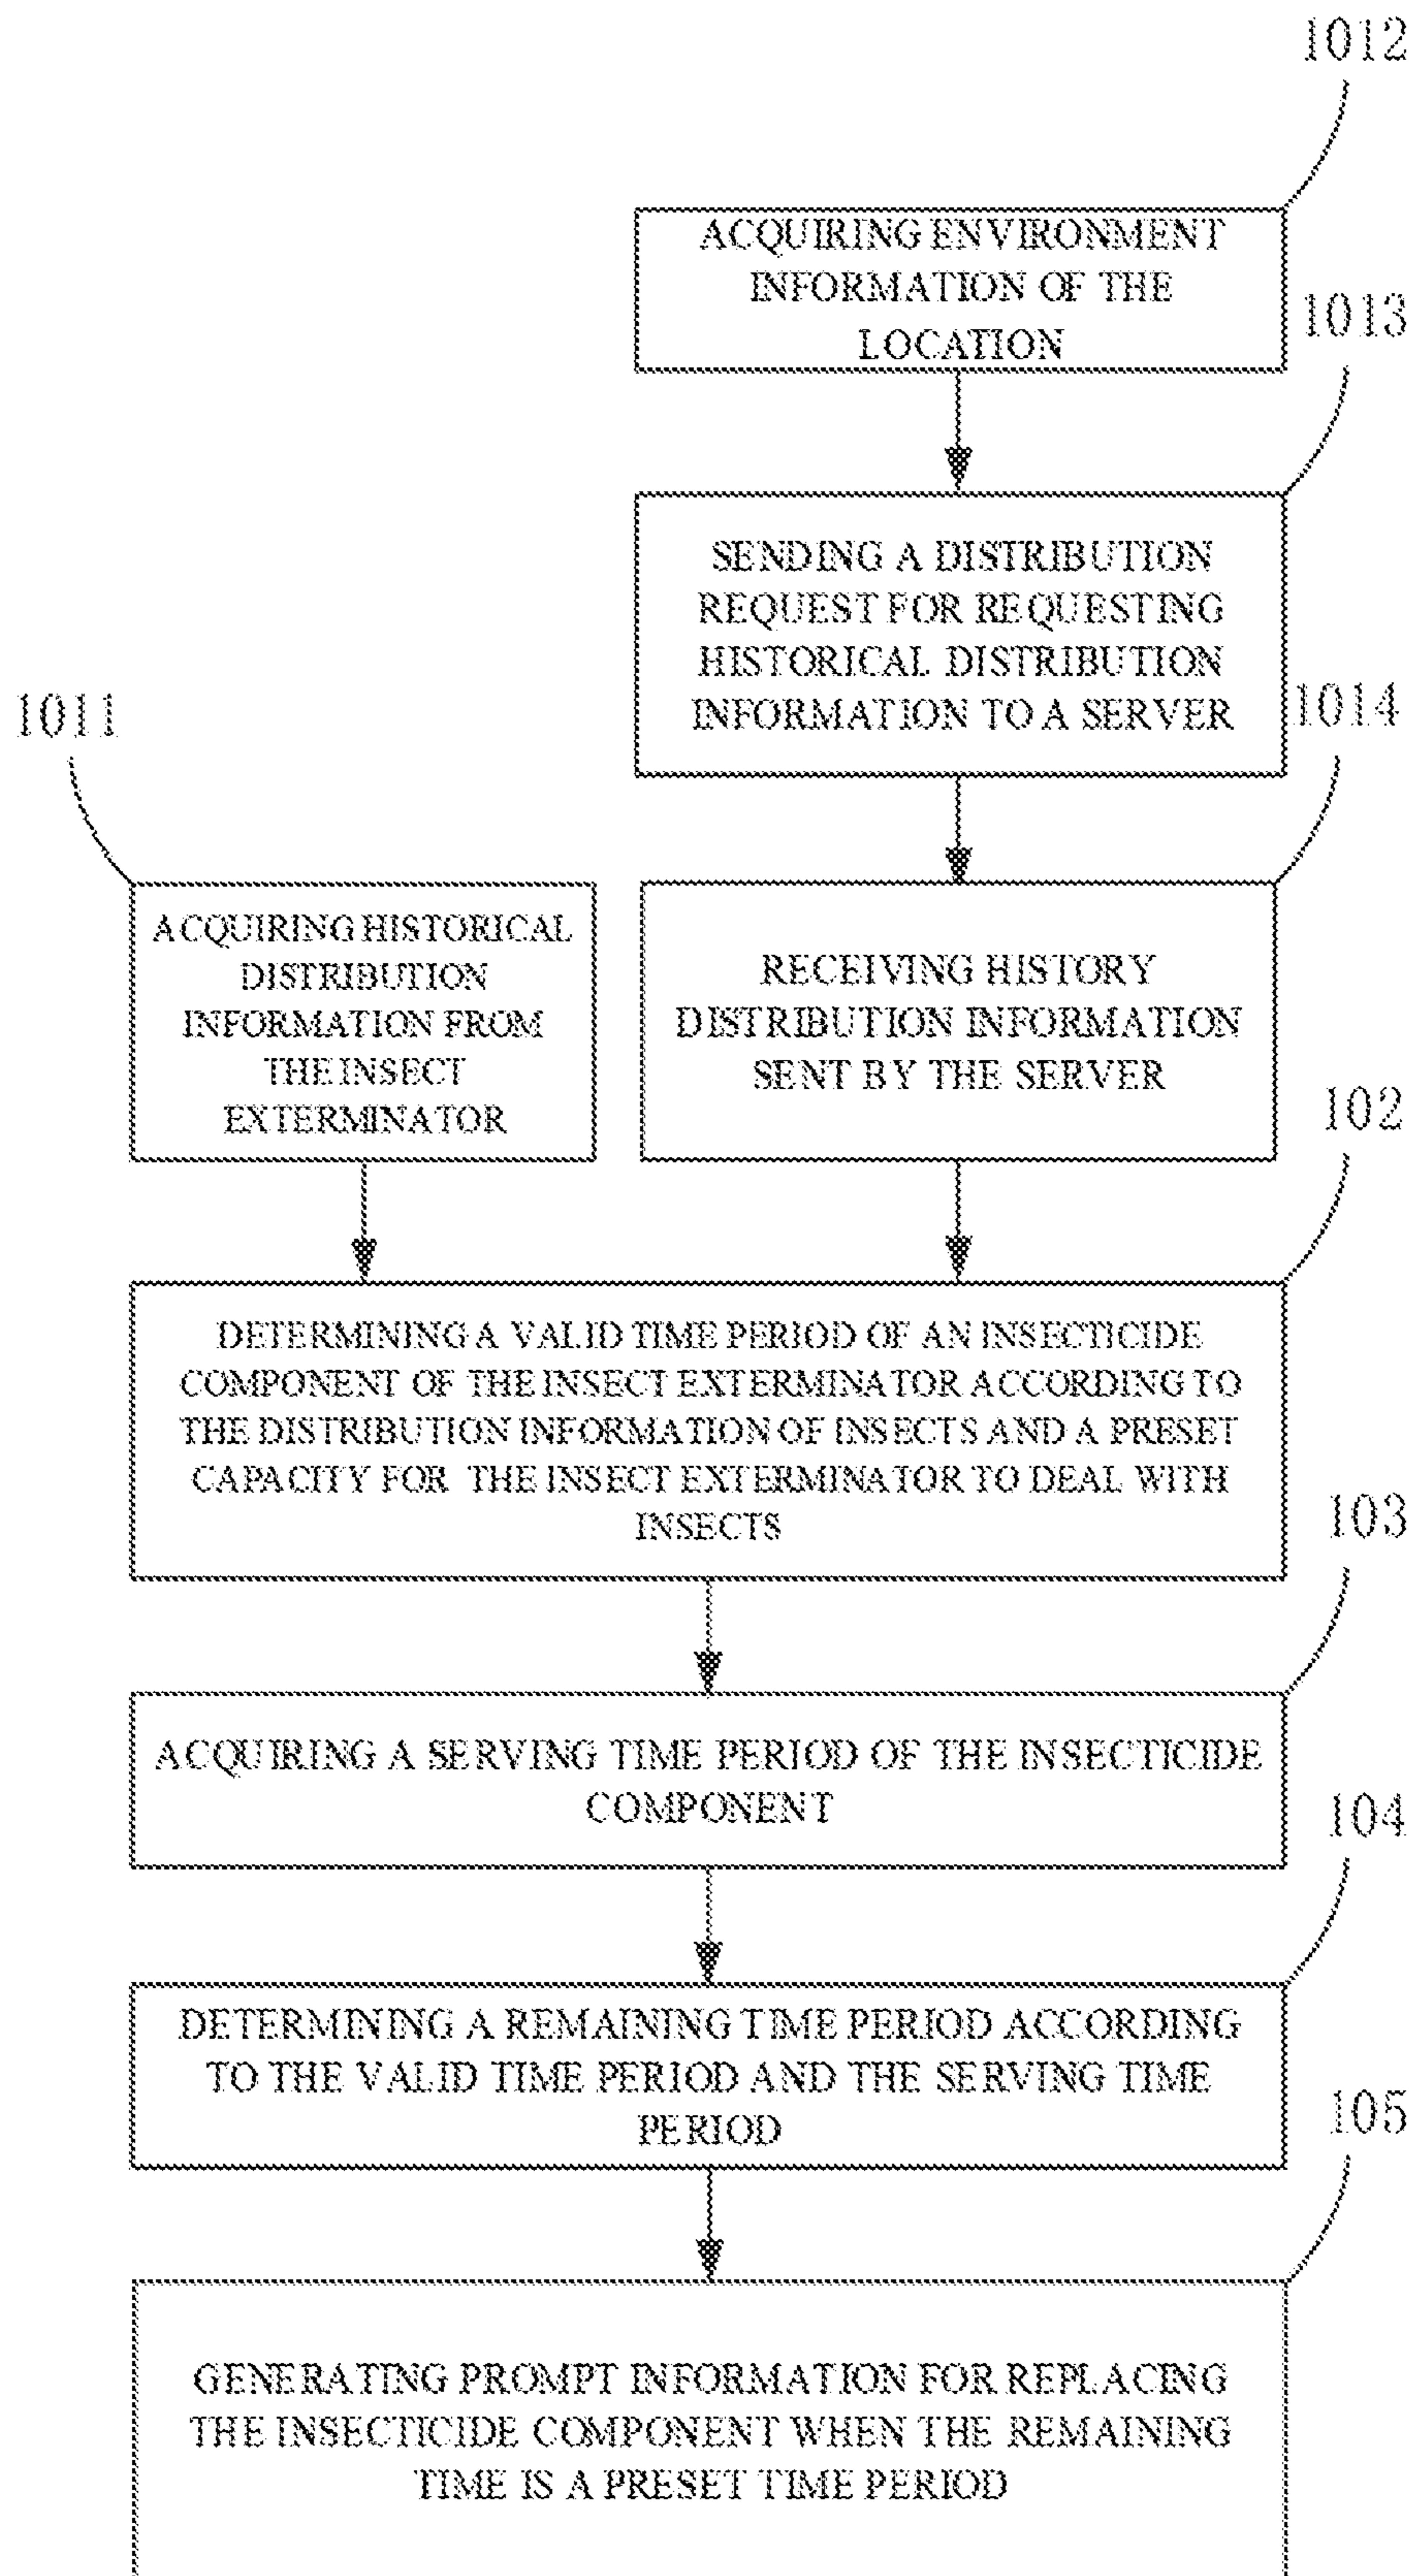 1012
ACQUIRING ENVIRONMENT
INFORMATION OF THE
LOCATION
1013
SENDING A DISTRIBUTION
REQUEST FOR REQUESTING
HISTORICAL DISTRIBUTION
INFORMATION TO A SERVER
1011
1014
ACQUIRING HISTORICAL
DISTRIBUTION
INFORMATION FROM
THE INSECT
EXTERMINATOR
RECEIVING HISTORY
DISTRIBUTION INFORMATION
SENT BY THE SERVER
102
DETERMINING A VALID TIME PERIOD OF AN INSECTICIDE
COMPONENT OF THE INSECT EXTERMINATOR ACCORDING TO
THE DISTRIBUTION INFORMATION OF INSECTS AND A PRESET
CAPACITY FOR THE INSECT EXTERMINATOR TO DEAL WITH
INSECTS
103
ACQUIRING A SERVING TIME PERIOD OF THE INSECTICIDE
COMPONENT
104
DETERMINING A REMAINING TIME PERIOD ACCORDING
TO THE VALID TIME PERIOD AND THE SERVING TIME
PERIOD
105
GENERATING PROMPT INFORMATION FOR REPLACING
THE INSECTICIDE COMPONENT WHEN THE REMAINING
TIME IS A PRESET TIME PERIOD